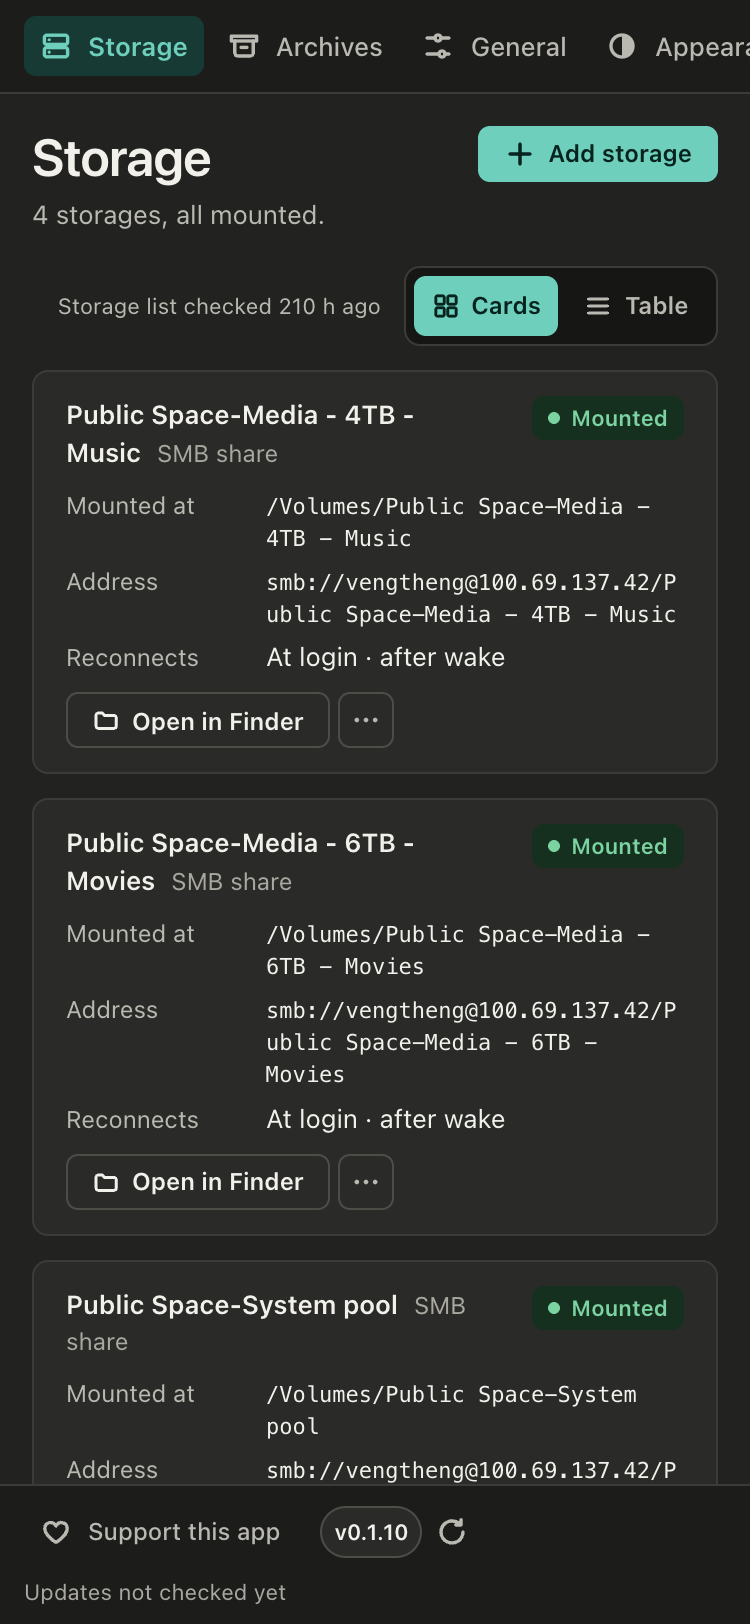 Storage Archives General Appeara
Storage
Add storage
4 storages, all mounted.
Storage list checked 210 h ago
Cards
Table
Public Space-Media - 4TB -
Music SMB share
Mounted
Mounted at
/Volumes/Public Space-Media -
4TB - Music
Address
smb://vengtheng@100.69.137.42/P
ublic Space-Media - 4TB - Music
Reconnects
At login · after wake
Open in Finder
Public Space-Media - 6TB -
Movies SMB share
Mounted
Mounted at
/Volumes/Public Space-Media -
6TB - Movies
Address
smb://vengtheng@100.69.137.42/P
ublic Space-Media - 6TB -
Movies
Reconnects
At login · after wake
Open in Finder
Public Space-System pool SMB
share
Mounted
Mounted at
/Volumes/Public Space-System
pool
Address
smb://vengtheng@100.69.137.42/P
Support this app
v0.1.10
Updates not checked yet